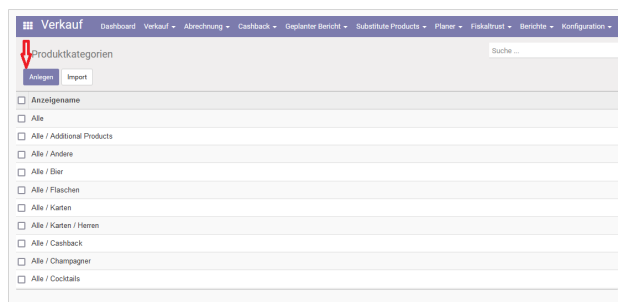 Verkauf Dashboard Verkauf Abrechnung Cashback Geplanter Bericht Substitute Products Planer Fiskaltrust Berichte Konfiguration
Produktkategorien Suche ...
Anlegen Import
Anzeigename
Alle
Alle / Additional Products
Alle / Andere
Alle / Bier
Alle / Flaschen
Alle / Karten
Alle / Karten / Herren
Alle / Cashback
Alle / Champagner
Alle / Cocktails